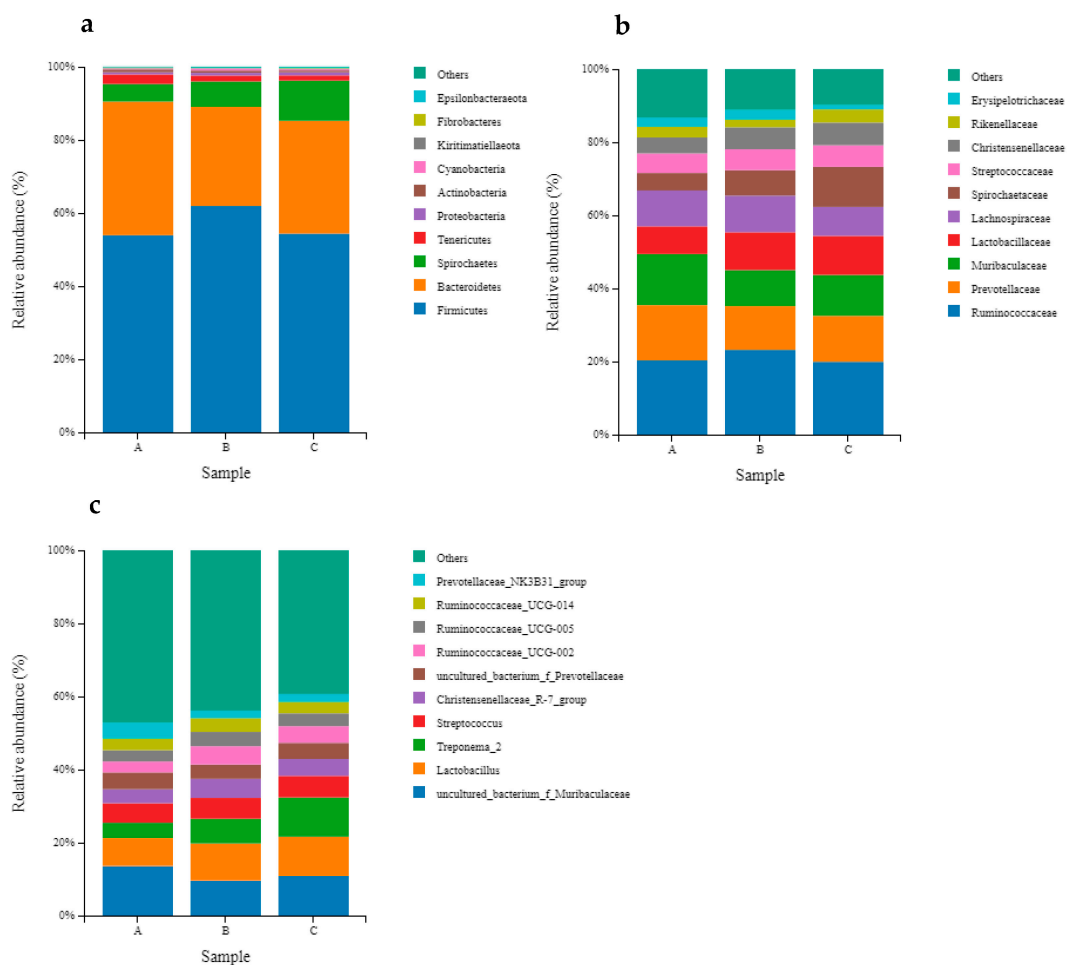 a
Relative abundance (%)
100%
80%
60%
40%
20%
0%
A
B
C
Sample
Others
Epsilonbacteraeota
Fibrobacteres
Kiritimatiellaeota
Cyanobacteria
Actinobacteria
Proteobacteria
Tenericutes
Spirochaetes
Bacteroidetes
Firmicutes
b
Relative abundance (%)
100%
80%
60%
40%
20%
0%
A
B
C
Sample
Others
Erysipelotrichaceae
Rikenellaceae
Christensenellaceae
Streptococcaceae
Spirochaetaceae
Lachnospiraceae
Lactobacillaceae
Muribaculaceae
Prevotellaceae
Ruminococcaceae
c
Relative abundance (%)
100%
80%
60%
40%
20%
0%
A
B
C
Sample
Others
Prevotellaceae_NK3B31_group
Ruminococcaceae_UCG-014
Ruminococcaceae_UCG-005
Ruminococcaceae_UCG-002
uncultured_bacterium_f_Prevotellaceae
Christensenellaceae_R-7_group
Streptococcus
Treponema_2
Lactobacillus
uncultured_bacterium_f_Muribaculaceae